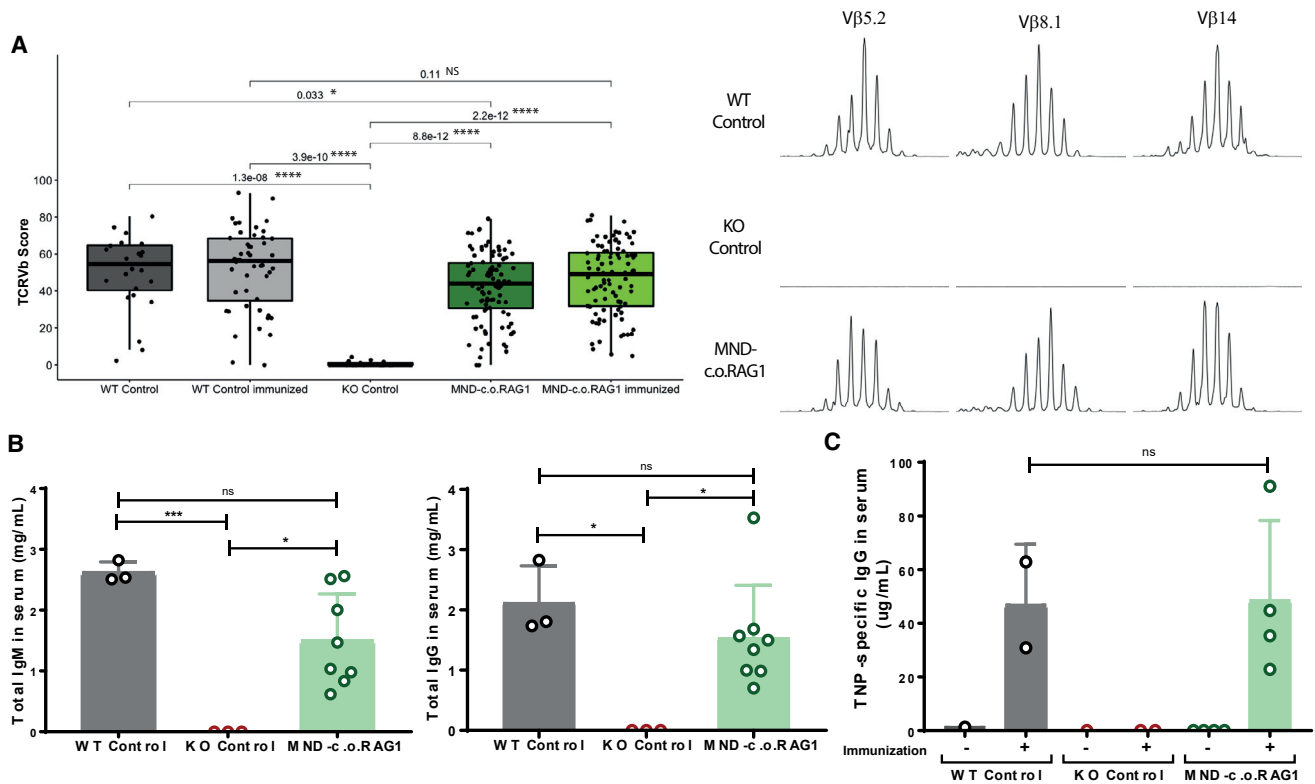 A
0.11 NS
0.033 *
2.2e-12 ****
8.8e-12 ****
3.9e-10 ****
1.3e-08 ****
TCRVb Score
100
80
60
40
20
0
WT Control
WT Control immunized
KO Control
MND-c.o.RAG1
MND-c.o.RAG1 immunized
Vβ5.2
Vβ8.1
Vβ14
WT
Control
KO
Control
MND-
c.o.RAG1
B
Total IgM in serum (mg/mL)
4
3
2
1
0
ns
***
*
WT Control
KO Control
MND-c.o.RAG1
Total IgG in serum (mg/mL)
4
3
2
1
0
ns
*
*
WT Control
KO Control
MND-c.o.RAG1
C
TNP-specific IgG in serum
(ug/mL)
100
80
60
40
20
0
ns
Immunization - + - + - +
WT Control
KO Control
MND-c.o.RAG1